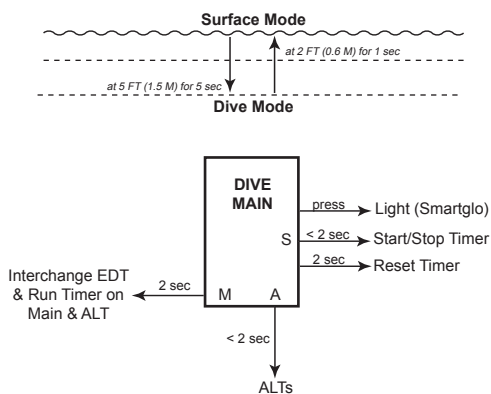 Surface Mode
at 2 FT (0.6 M) for 1 sec
at 5 FT (1.5 M) for 5 sec
Dive Mode
DIVE
MAIN
press
Light (Smartglo)
S
< 2 sec
Start/Stop Timer
2 sec
Reset Timer
Interchange EDT
& Run Timer on
Main & ALT
2 sec
M
A
< 2 sec
ALTs